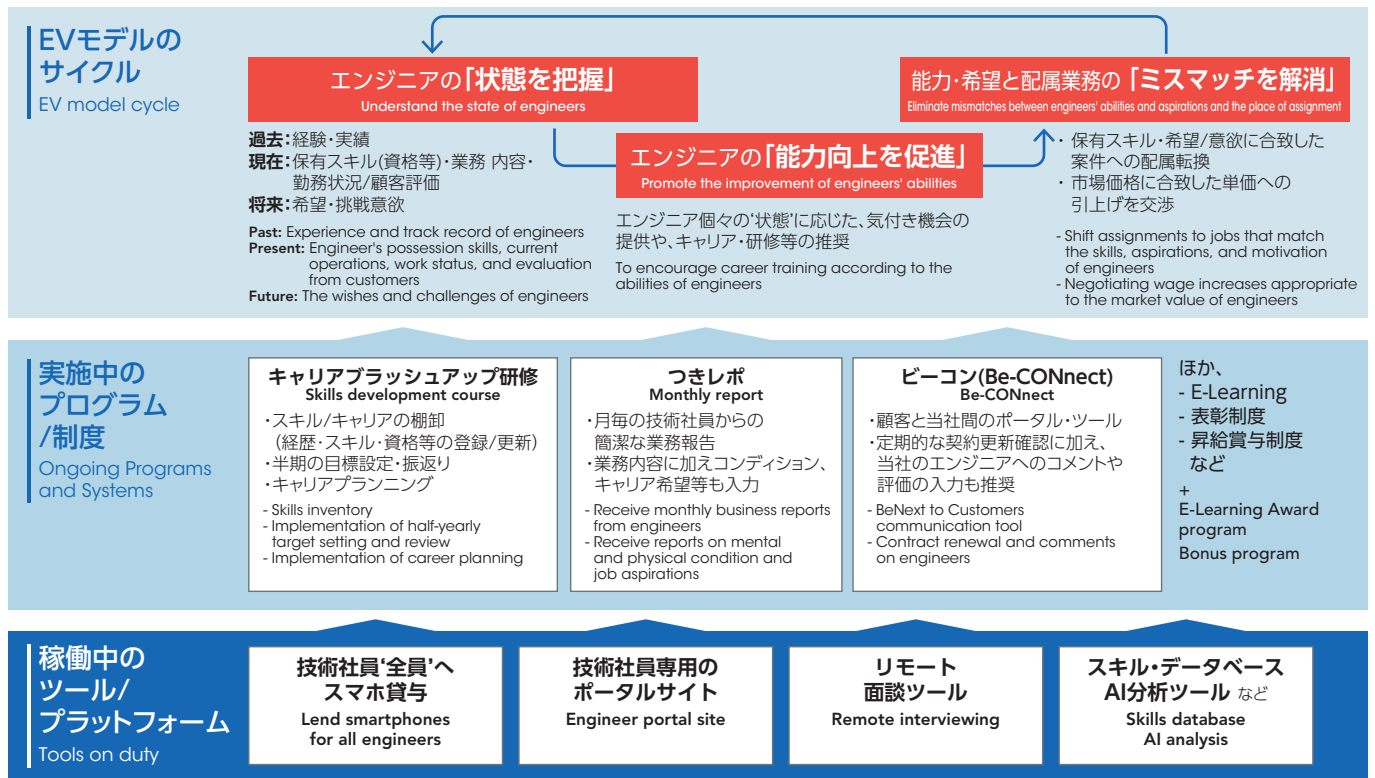 EVモデルの
サイクル
EV model cycle
エンジニアの「状態を把握」
Understand the state of engineers
過去:経験・実績
現在:保有スキル(資格等)・業務 内容・
勤務状況/顧客評価
将来:希望・挑戦意欲
Past: Experience and track record of engineers
Present: Engineer's possession skills, current
operations, work status, and evaluation
from customers
Future: The wishes and challenges of engineers
エンジニアの「能力向上を促進」
Promote the improvement of engineers' abilities
エンジニア個々の‘状態’に応じた、気付き機会の
提供や、キャリア・研修等の推奨
To encourage career training according to the
abilities of engineers
能力・希望と配属業務の「ミスマッチを解消」
Eliminate mismatches between engineers' abilities and aspirations and the place of assignment
・ 保有スキル・希望/意欲に合致した
案件への配属転換
・ 市場価格に合致した単価への
引上げを交渉
- Shift assignments to jobs that match
the skills, aspirations, and motivation
of engineers
- Negotiating wage increases appropriate
to the market value of engineers
実施中の
プログラム
/制度
Ongoing Programs
and Systems
キャリアブラッシュアップ研修
Skills development course
・スキル/キャリアの棚卸
（経歴・スキル・資格等の登録/更新）
・半期の目標設定・振返り
・キャリアプランニング
- Skills inventory
- Implementation of half-yearly
target setting and review
- Implementation of career planning
つきレポ
Monthly report
・月毎の技術社員からの
簡潔な業務報告
・業務内容に加えコンディション、
キャリア希望等も入力
- Receive monthly business reports
from engineers
- Receive reports on mental
and physical condition and
job aspirations
ビーコン(Be-CONnect)
Be-CONnect
・顧客と当社間のポータル・ツール
・定期的な契約更新確認に加え、
当社のエンジニアへのコメントや
評価の入力も推奨
- BeNext to Customers
communication tool
- Contract renewal and comments
on engineers
ほか、
- E-Learning
- 表彰制度
- 昇給賞与制度
など
+
E-Learning Award
program
Bonus program
稼働中の
ツール/
プラットフォーム
Tools on duty
技術社員‘全員’へ
スマホ貸与
Lend smartphones
for all engineers
技術社員専用の
ポータルサイト
Engineer portal site
リモート
面談ツール
Remote interviewing
スキル・データベース
AI分析ツール など
Skills database
AI analysis